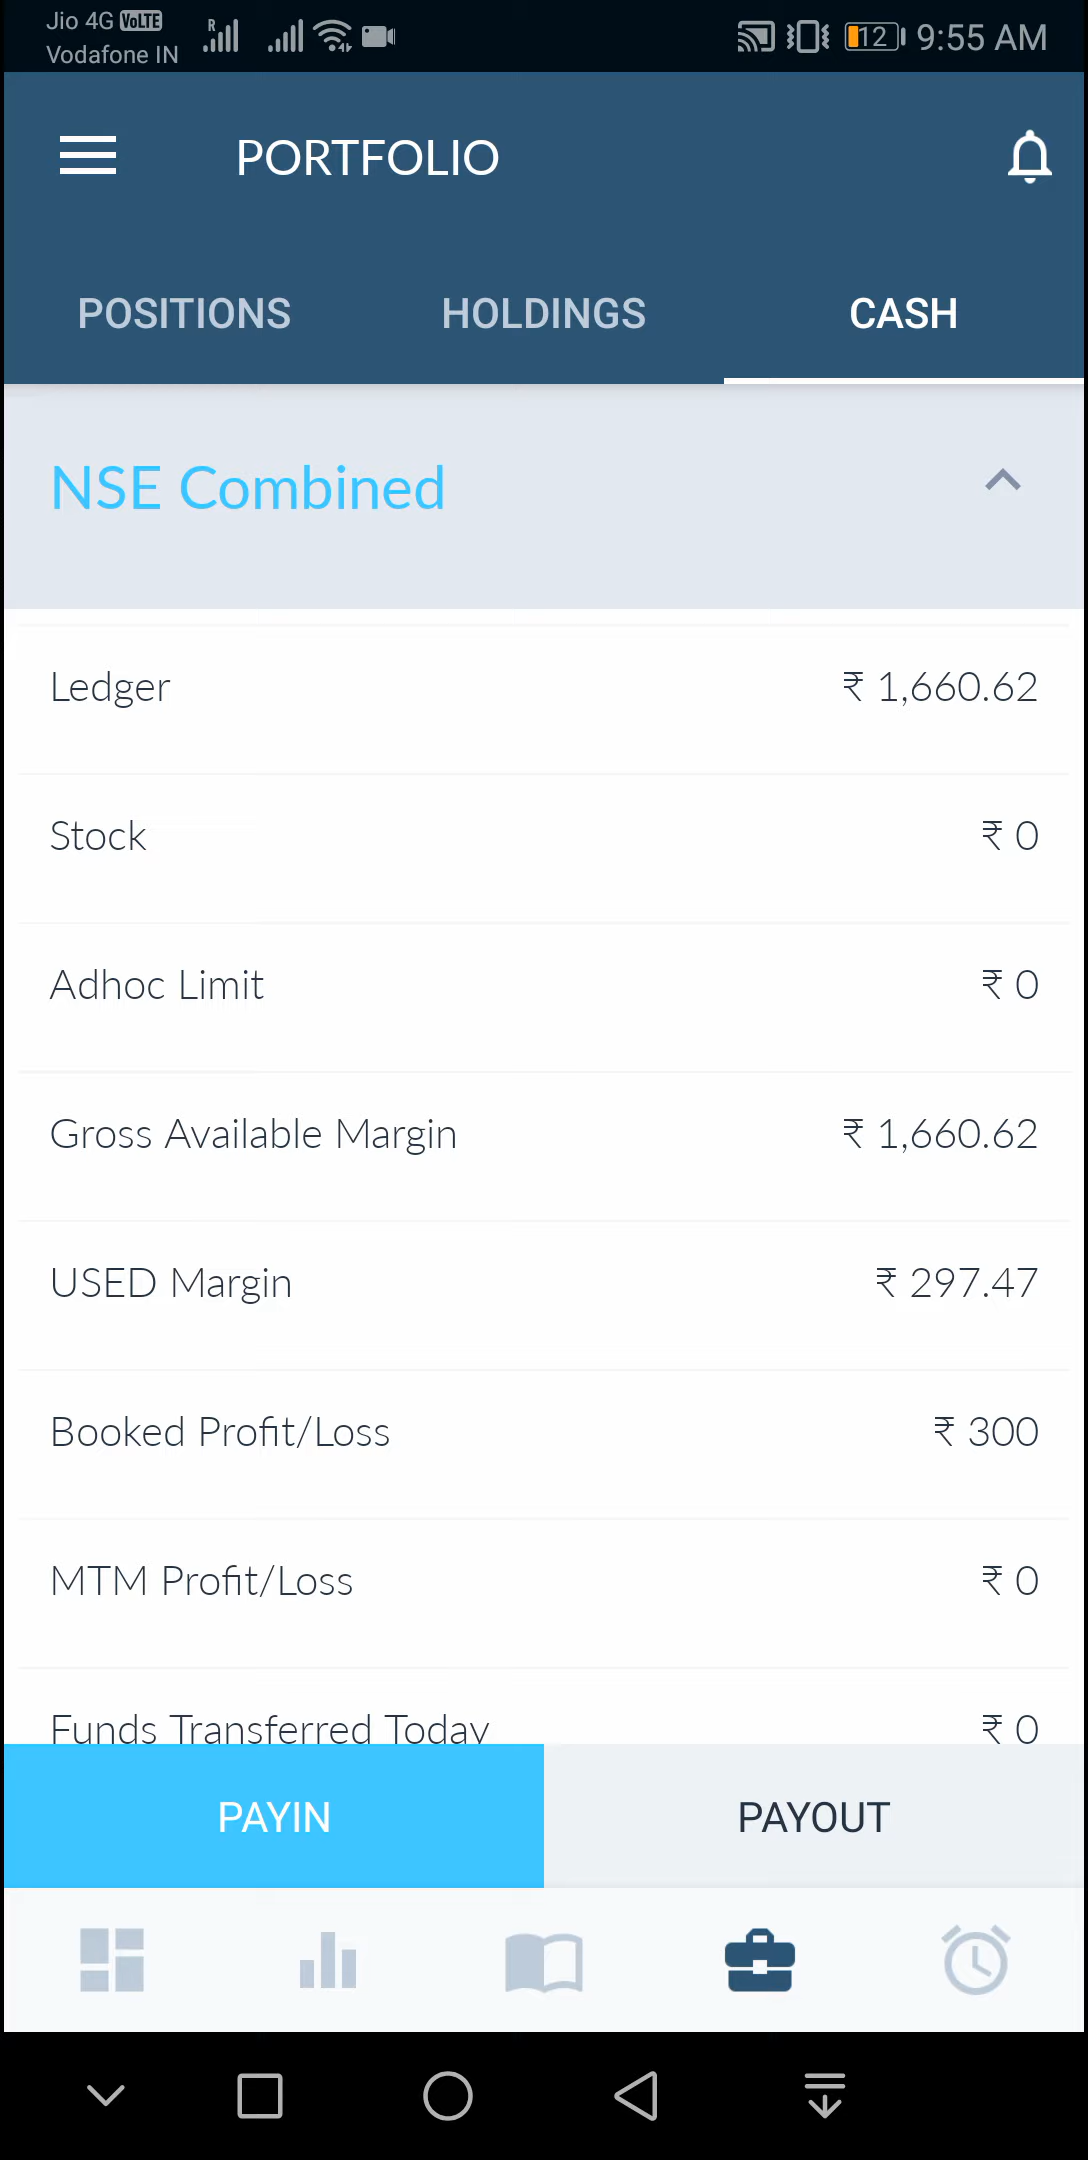 Jio 4G VoLTE
Vodafone IN
R
12
9:55 AM
PORTFOLIO
POSITIONS HOLDINGS CASH
NSE Combined
Ledger ₹ 1,660.62
Stock ₹ 0
Adhoc Limit ₹ 0
Gross Available Margin ₹ 1,660.62
USED Margin ₹ 297.47
Booked Profit/Loss ₹ 300
MTM Profit/Loss ₹ 0
Funds Transferred Today ₹ 0
PAYIN PAYOUT